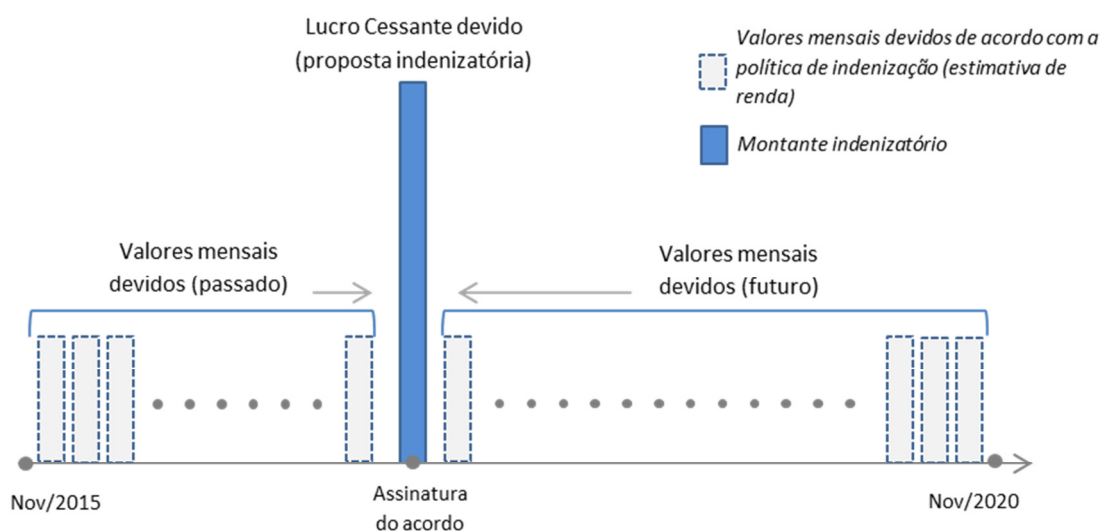 Lucro Cessante devido
(proposta indenizatória)
Valores mensais devidos de acordo com a
política de indenização (estimativa de
renda)
Montante indenizatório
Valores mensais
devidos (passado)
Valores mensais
devidos (futuro)
Nov/2015
Assinatura
do acordo
Nov/2020